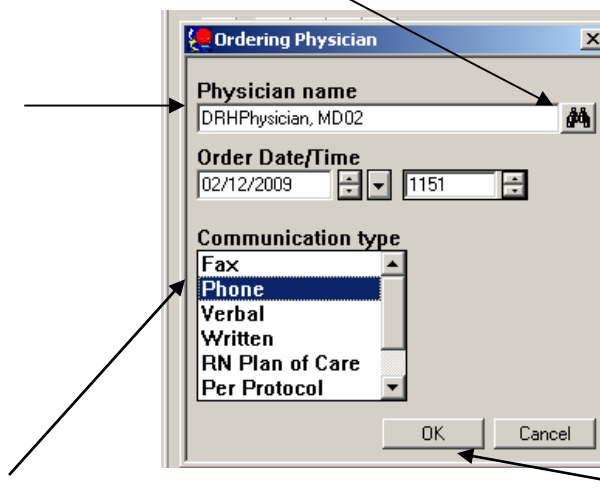 Ordering Physician
Physician name
DRHPhysician, MD02
Order Date/Time
02/12/2009 1151
Communication type
Fax
Phone
Verbal
Written
RN Plan of Care
Per Protocol
OK Cancel